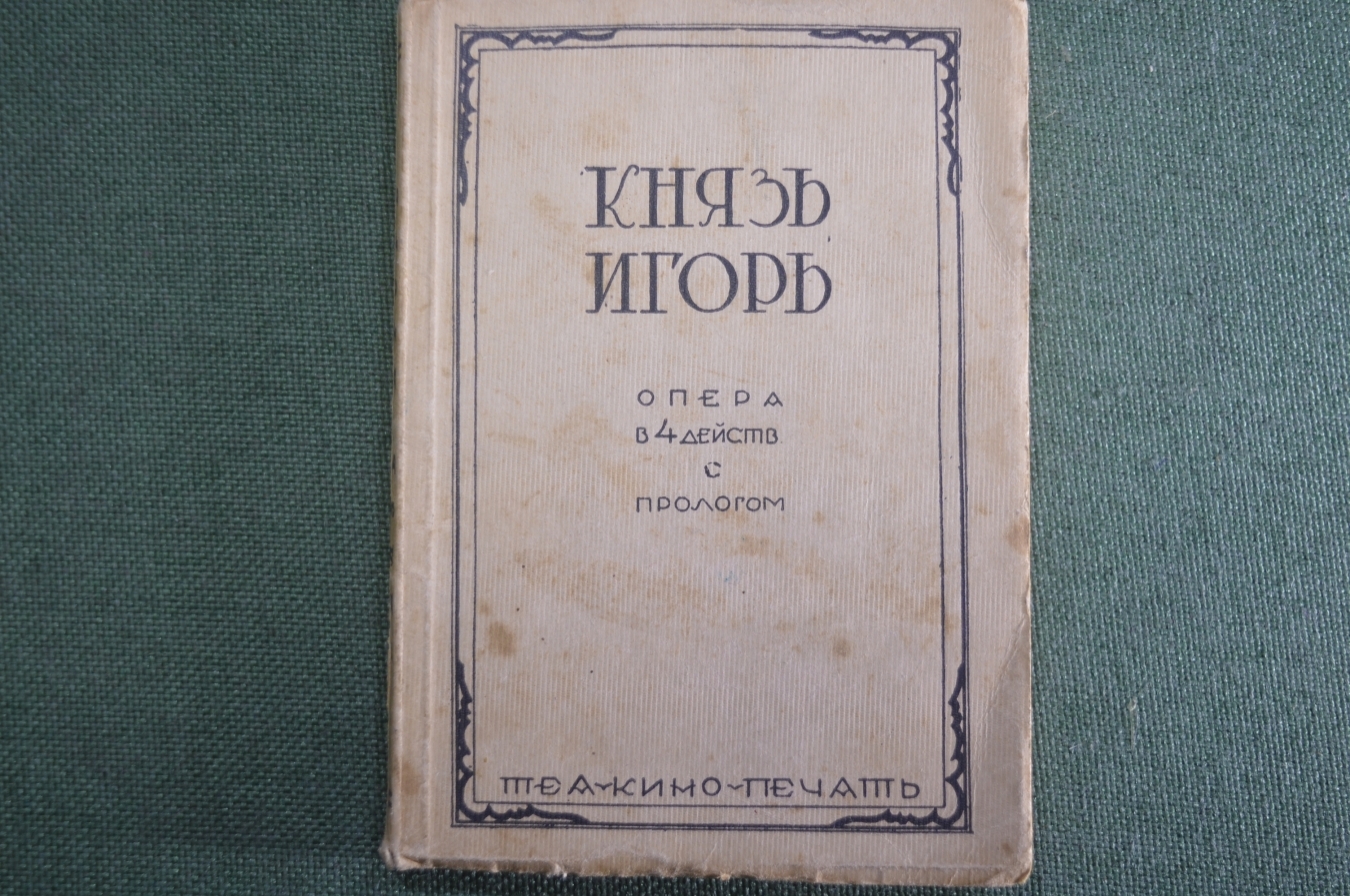 КНЯЗЬ
ИГОРЬ
ОПЕРА
В 4 ДЕЙСТВ.
С
ПРОЛОГОМ
ТЕА-КИНО-ПЕЧАТЬ